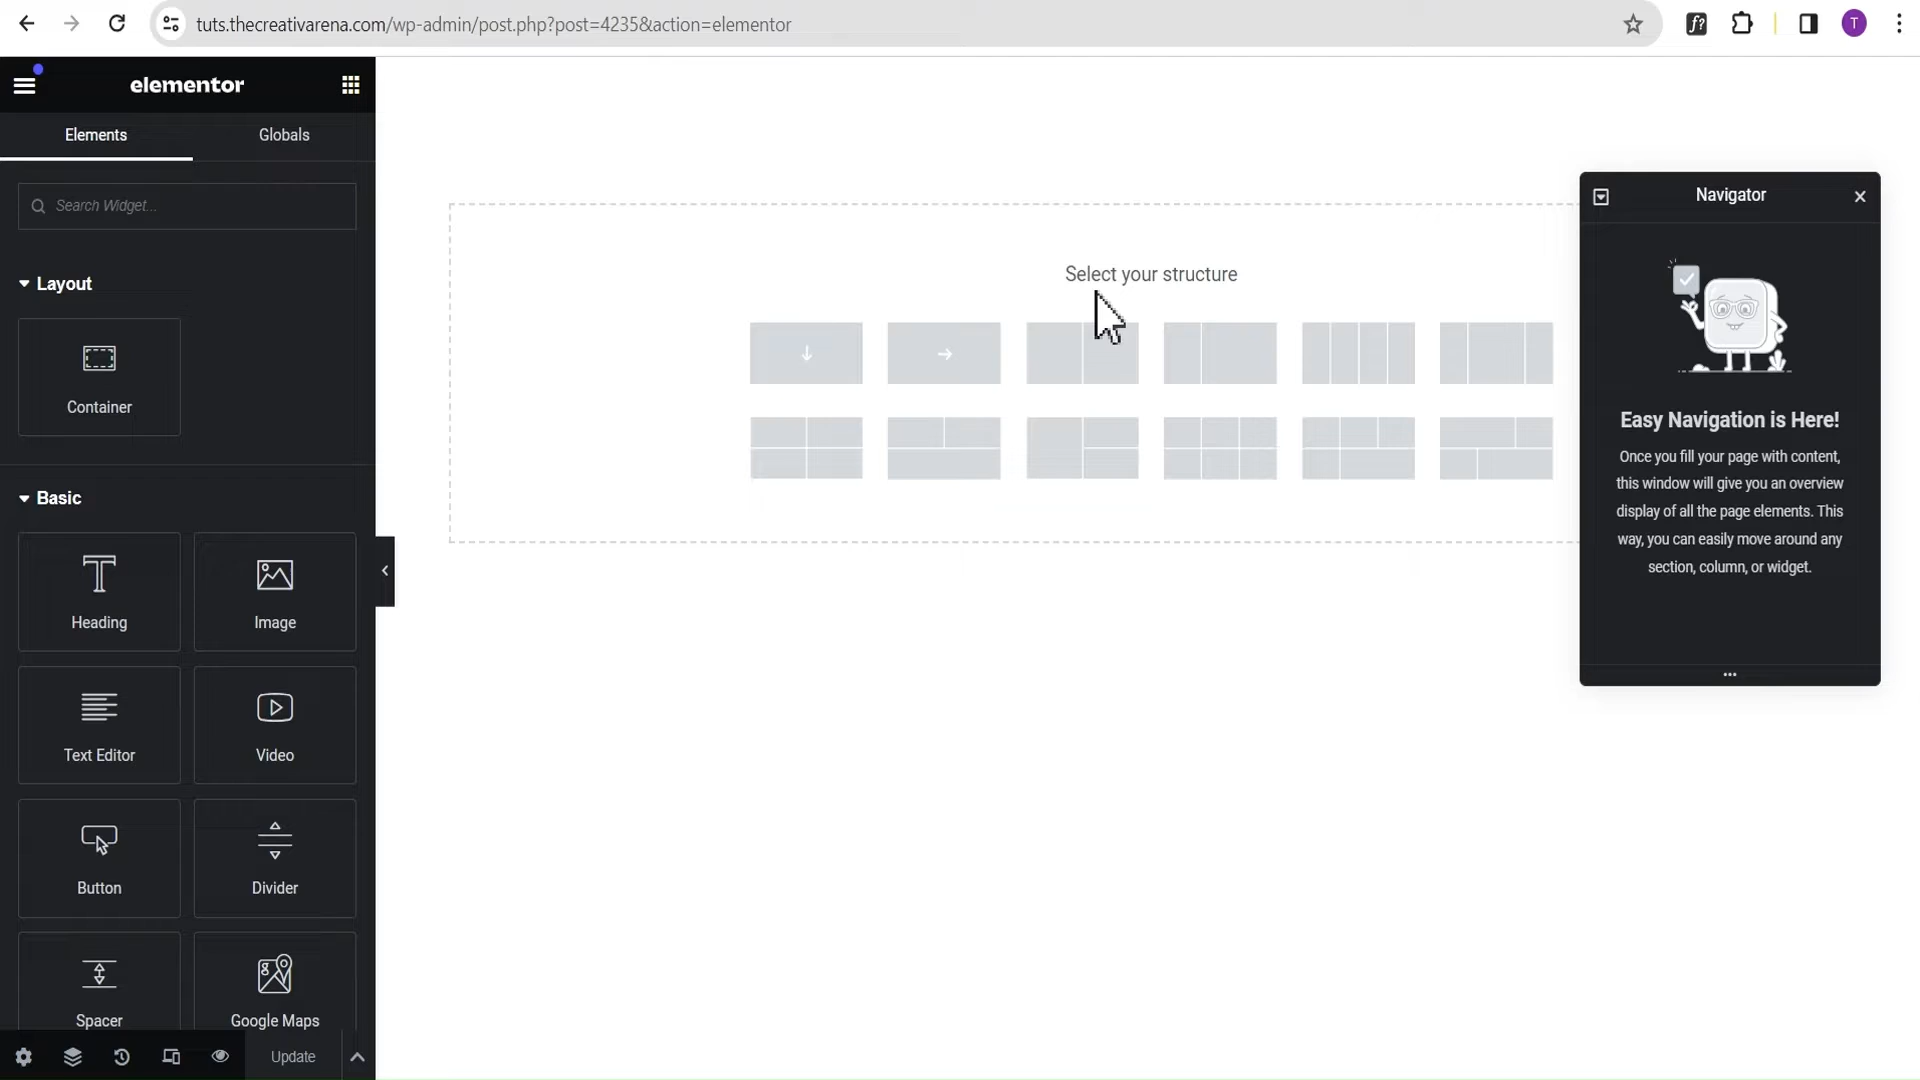 tuts.thecreativarena.com/wp-admin/post.php?post=4235&action=elementor
f?
T
elementor
Elements
Globals
Search Widget...
Layout
Container
Basic
Heading
Image
Text Editor
Video
Button
Divider
Spacer
Google Maps
Update
Select your structure
Navigator
Easy Navigation is Here!
Once you fill your page with content,
this window will give you an overview
display of all the page elements. This
way, you can easily move around any
section, column, or widget.